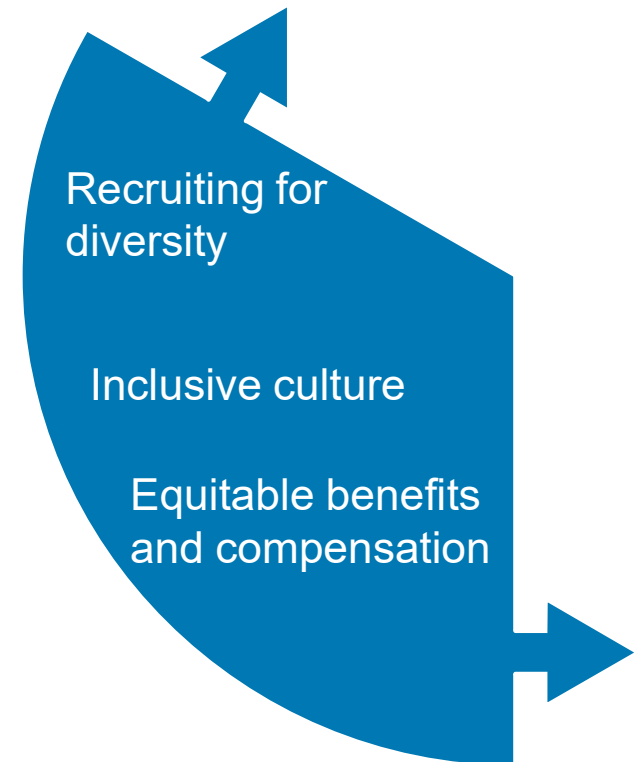 Recruiting for
diversity
Inclusive culture
Equitable benefits
and compensation